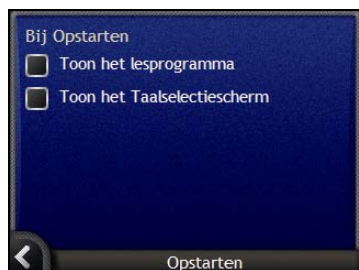 Bij Opstarten
Toon het lesprogramma
Toon het Taalselectiescherm
Opstarten